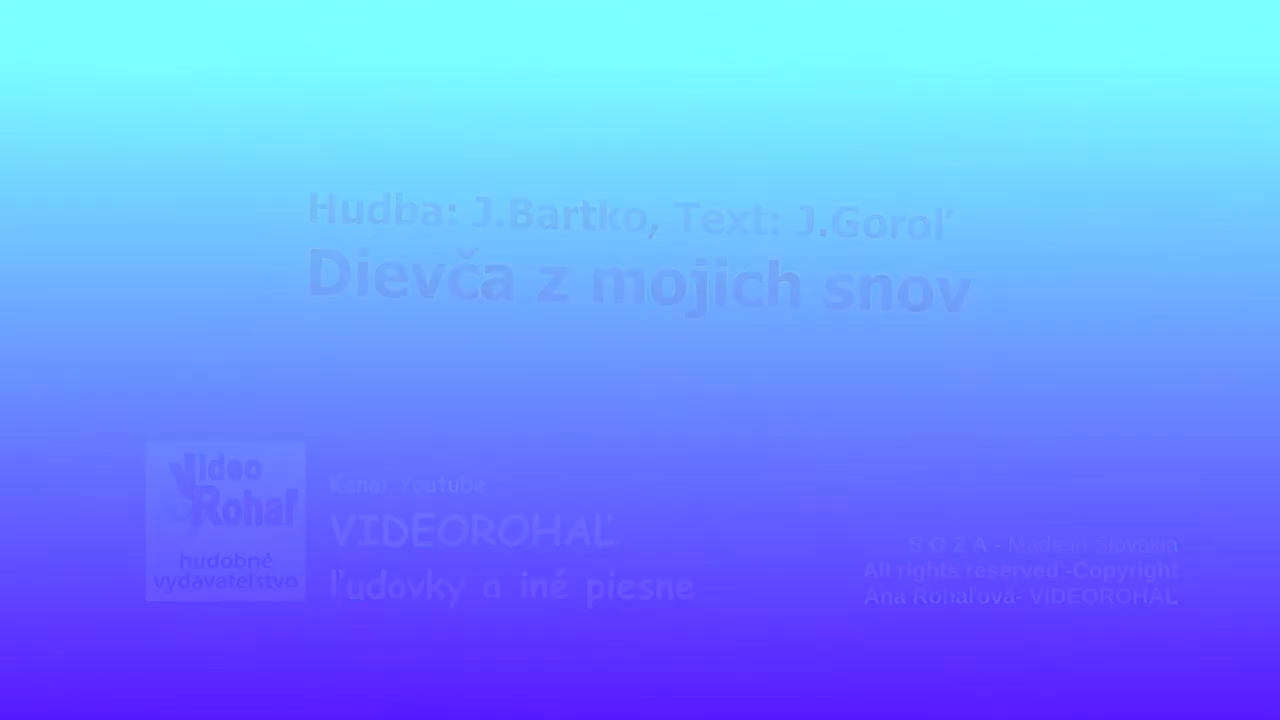 Hudba: J.Bartko, Text: J.Goroľ
Dievča z mojich snov
Video
Rohaľ
hudobné
vydavateľstvo
Kanal Youtube
VIDEOROHAĽ
ľudovky a iné piesne
S O Z A - Made in Slovakia
All rights reserved -Copyright
Ana Rohaľová- VIDEOROHAĽ